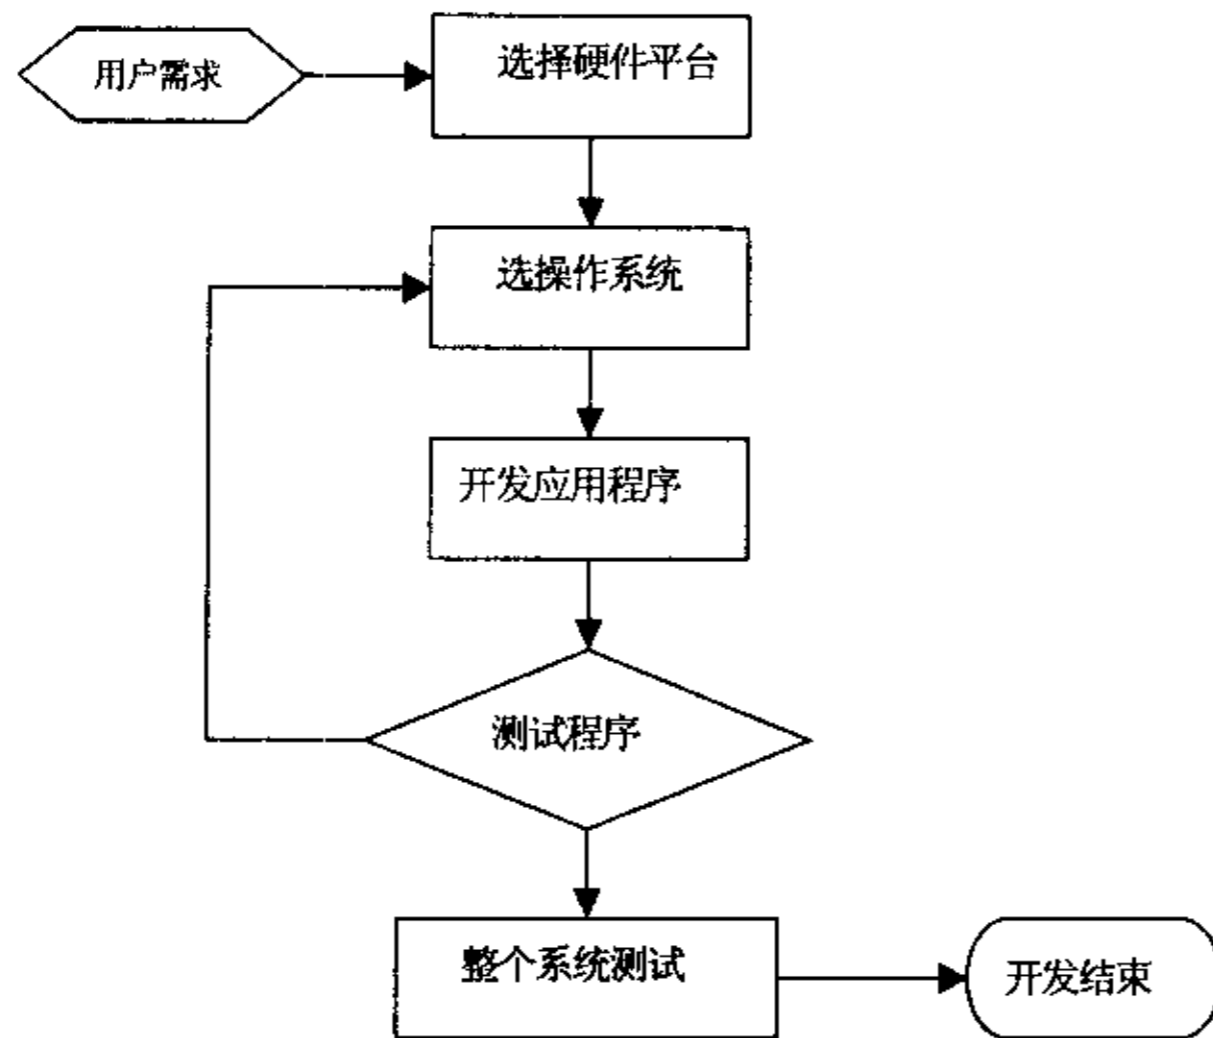 用户需求
选择硬件平台
选操作系统
开发应用程序
测试程序
整个系统测试
开发结束